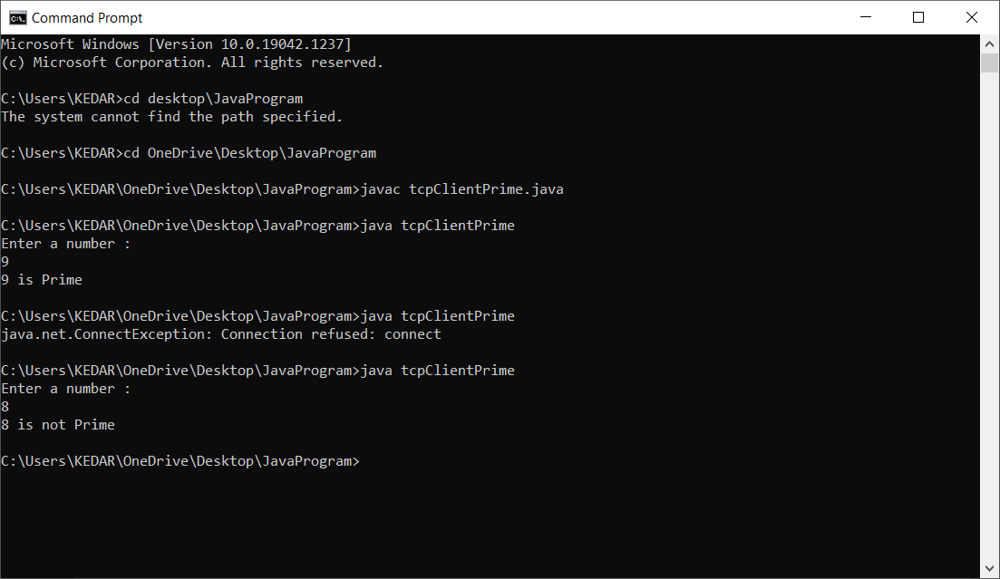 Command Prompt
Microsoft Windows [Version 10.0.19042.1237]
(c) Microsoft Corporation. All rights reserved.
C:\Users\KEDAR>cd desktop\JavaProgram
The system cannot find the path specified.
C:\Users\KEDAR>cd OneDrive\Desktop\JavaProgram
C:\Users\KEDAR\OneDrive\Desktop\JavaProgram>javac tcpClientPrime.java
C:\Users\KEDAR\OneDrive\Desktop\JavaProgram>java tcpClientPrime
Enter a number :
9
9 is Prime
C:\Users\KEDAR\OneDrive\Desktop\JavaProgram>java tcpClientPrime
java.net.ConnectException: Connection refused: connect
C:\Users\KEDAR\OneDrive\Desktop\JavaProgram>java tcpClientPrime
Enter a number :
8
8 is not Prime
C:\Users\KEDAR\OneDrive\Desktop\JavaProgram>